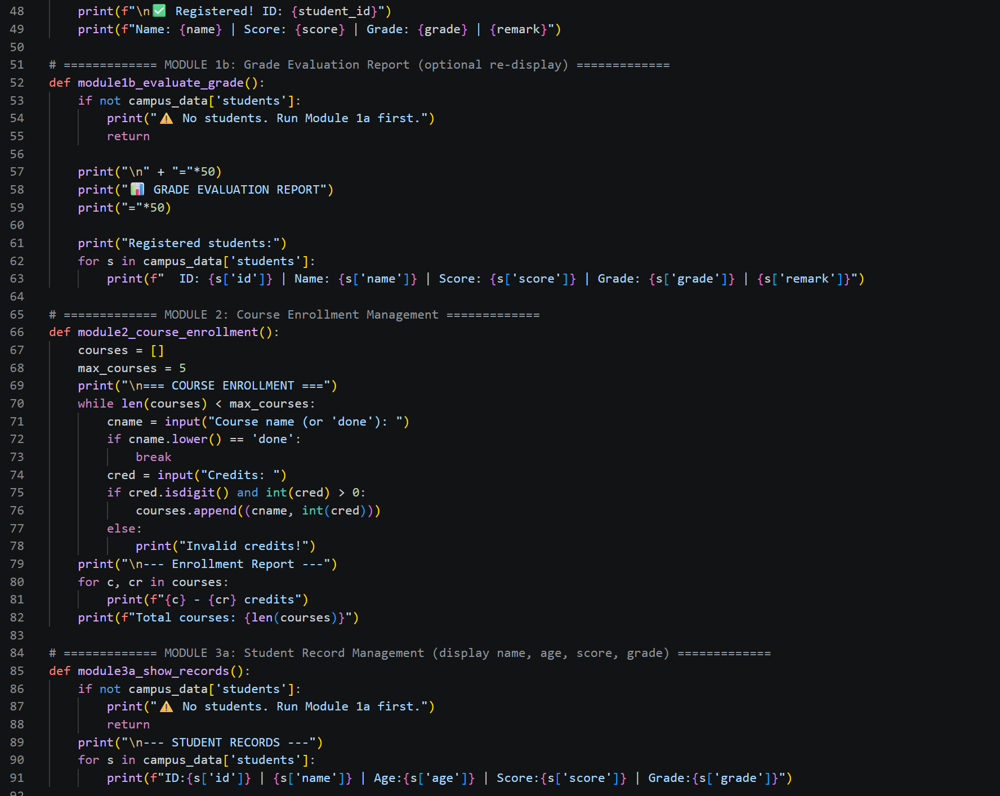 48     print(f"\n✅ Registered! ID: {student_id}")
49     print(f"Name: {name} | Score: {score} | Grade: {grade} | {remark}")
50
51 # ============= MODULE 1b: Grade Evaluation Report (optional re-display) =============
52 def module1b_evaluate_grade():
53     if not campus_data['students']:
54         print("⚠️ No students. Run Module 1a first.")
55         return
56
57     print("\n" + "="*50)
58     print("📊 GRADE EVALUATION REPORT")
59     print("="*50)
60
61     print("Registered students:")
62     for s in campus_data['students']:
63         print(f"  ID: {s['id']} | Name: {s['name']} | Score: {s['score']} | Grade: {s['grade']} | {s['remark']}")
64
65 # ============= MODULE 2: Course Enrollment Management =============
66 def module2_course_enrollment():
67     courses = []
68     max_courses = 5
69     print("\n=== COURSE ENROLLMENT ===")
70     while len(courses) < max_courses:
71         cname = input("Course name (or 'done'): ")
72         if cname.lower() == 'done':
73             break
74         cred = input("Credits: ")
75         if cred.isdigit() and int(cred) > 0:
76             courses.append((cname, int(cred)))
77         else:
78             print("Invalid credits!")
79     print("\n--- Enrollment Report ---")
80     for c, cr in courses:
81         print(f"{c} - {cr} credits")
82     print(f"Total courses: {len(courses)}")
83
84 # ============= MODULE 3a: Student Record Management (display name, age, score, grade) =============
85 def module3a_show_records():
86     if not campus_data['students']:
87         print("⚠️ No students. Run Module 1a first.")
88         return
89     print("\n--- STUDENT RECORDS ---")
90     for s in campus_data['students']:
91         print(f"ID:{s['id']} | {s['name']} | Age:{s['age']} | Score:{s['score']} | Grade:{s['grade']}")
92